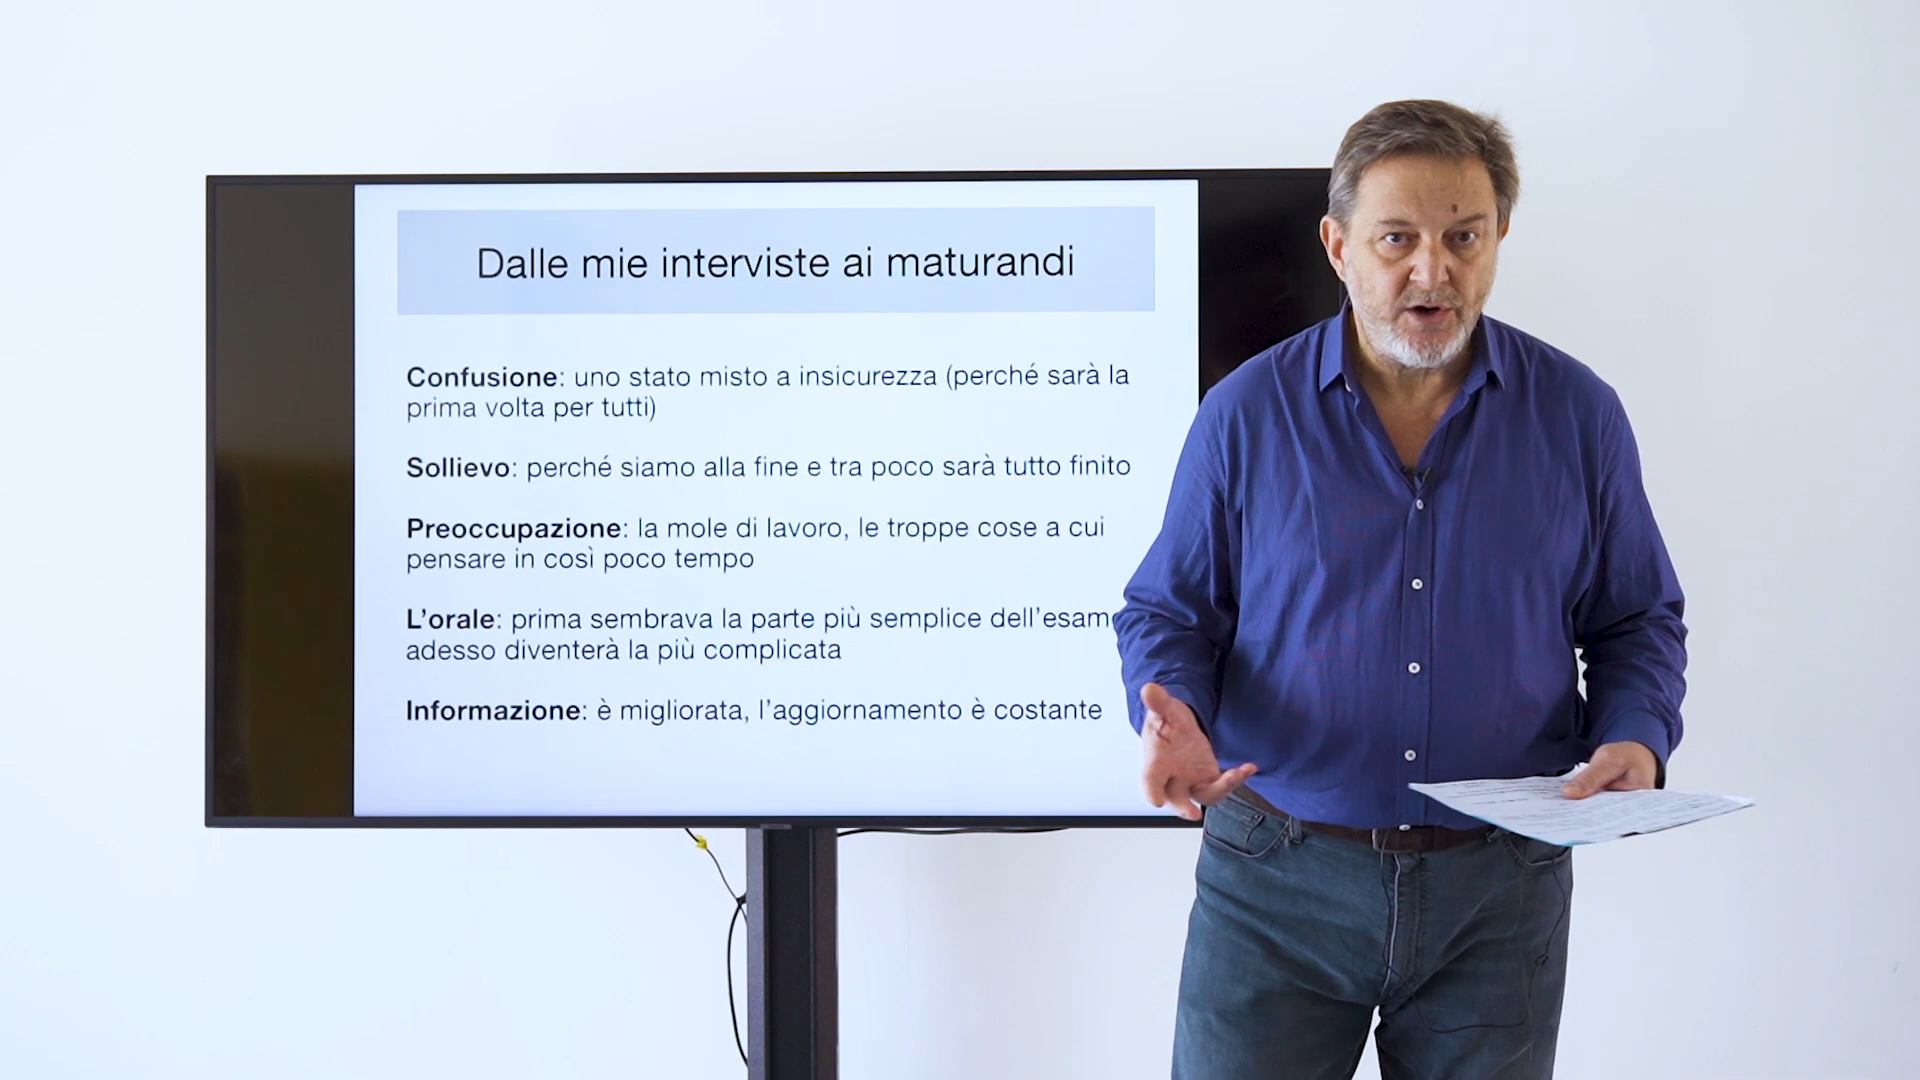 Dalle mie interviste ai maturandi
Confusione: uno stato misto a insicurezza (perché sarà la
prima volta per tutti)
Sollievo: perché siamo alla fine e tra poco sarà tutto finito
Preoccupazione: la mole di lavoro, le troppe cose a cui
pensare in così poco tempo
L’orale: prima sembrava la parte più semplice dell’esam
adesso diventerà la più complicata
Informazione: è migliorata, l’aggiornamento è costante